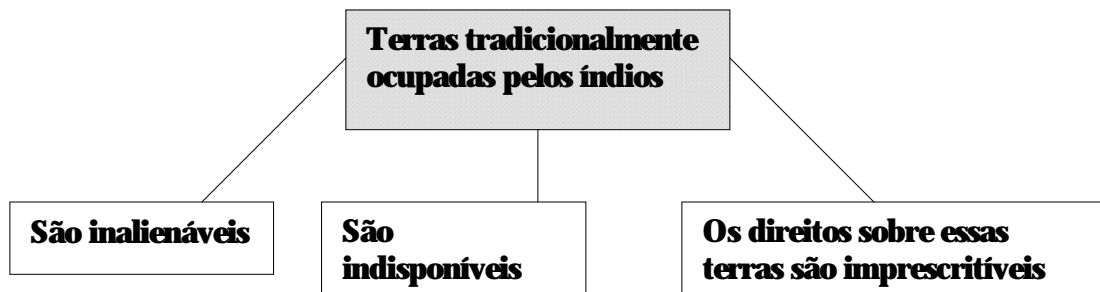 Terras tradicionalmente
ocupadas pelos índios
São inalienáveis
São
indisponíveis
Os direitos sobre essas
terras são imprescritíveis